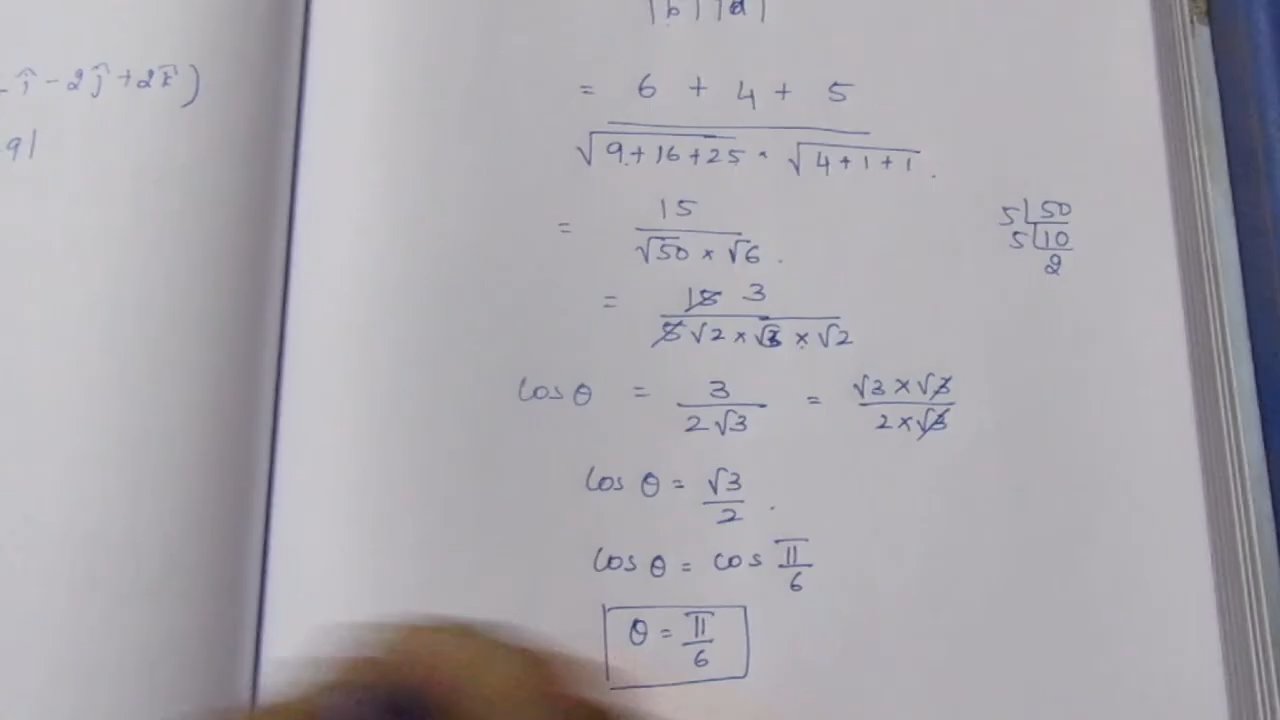 - î - 2ĵ + 2k̂)
9|
|b| |d|
= 6 + 4 + 5
√9+16+25 · √4+1+1 .
= 15
√50 × √6 .
= 15 3
5√2 × √3 × √2
cos θ = 3 / 2√3 = √3 × √3 / 2 × √3
cos θ = √3 / 2 .
cos θ = cos π / 6
θ = π / 6
5|50
5|10
2